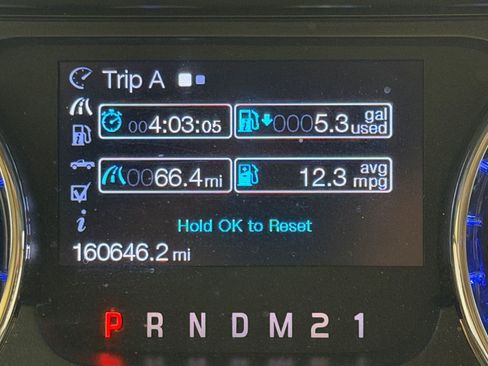 Trip A
004:03:05
0005.3 gal used
0066.4 mi
12.3 avg mpg
Hold OK to Reset
160646.2 mi
P R N D M 2 1